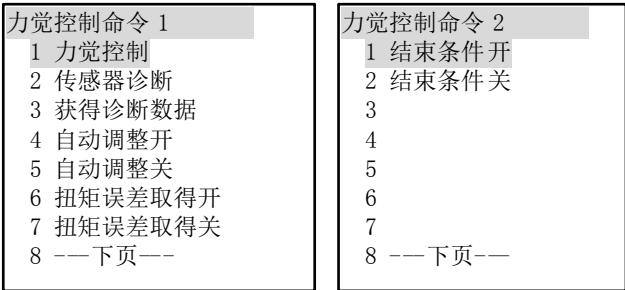 力觉控制命令 1
1 力觉控制
2 传感器诊断
3 获得诊断数据
4 自动调整开
5 自动调整关
6 扭矩误差取得开
7 扭矩误差取得关
8 ---下页---
力觉控制命令 2
1 结束条件开
2 结束条件关
3
4
5
6
7
8 ---下页---